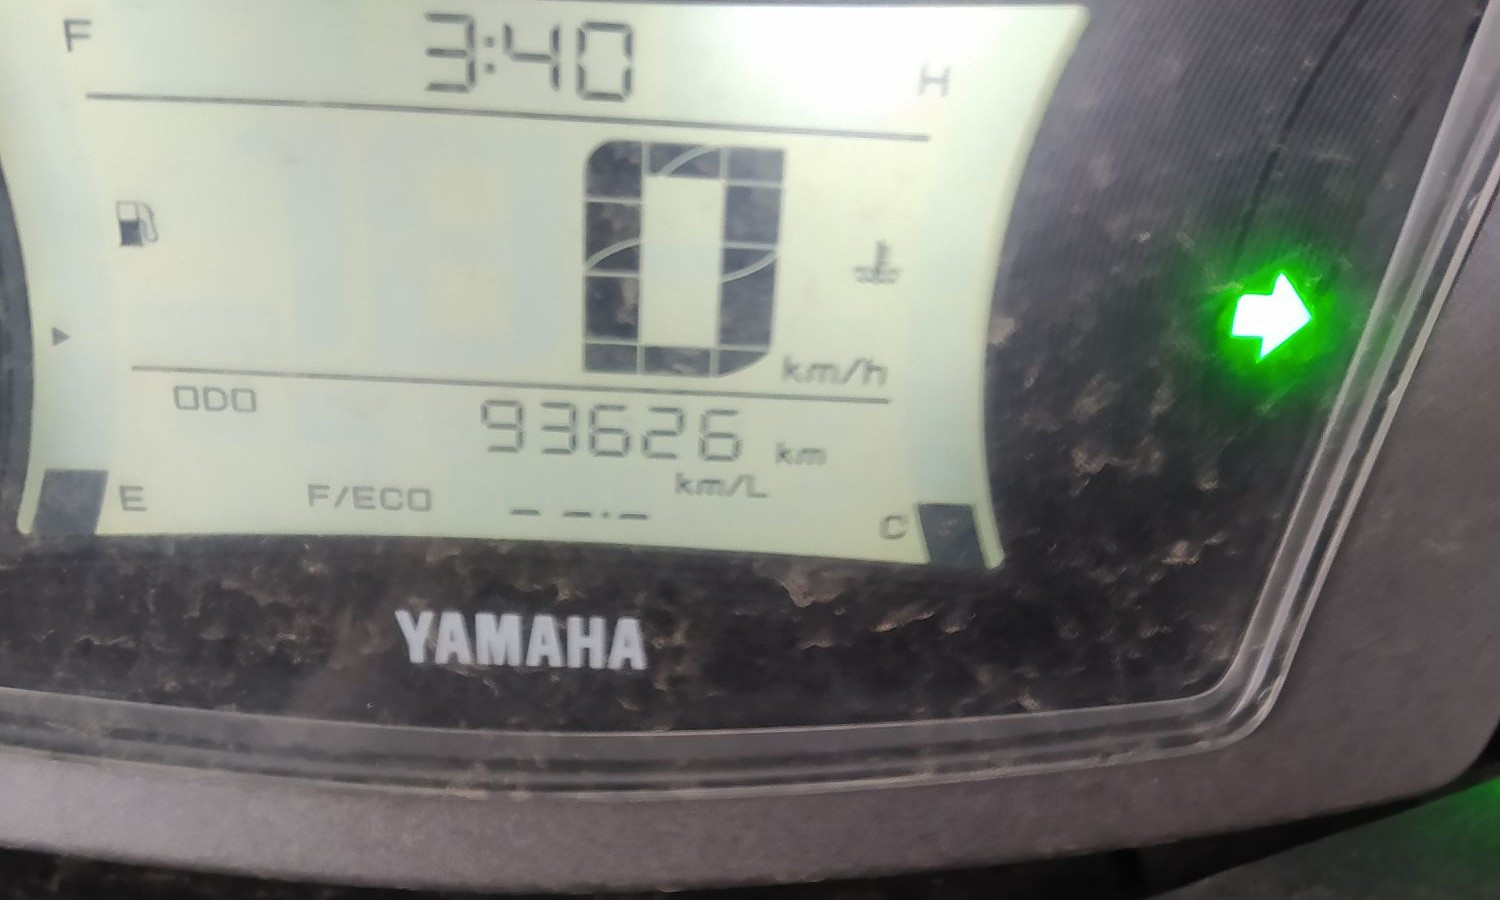 F
3:40
H
0
km/h
ODO
93626 km
km/L
E
F/ECO
_ _._
C
YAMAHA